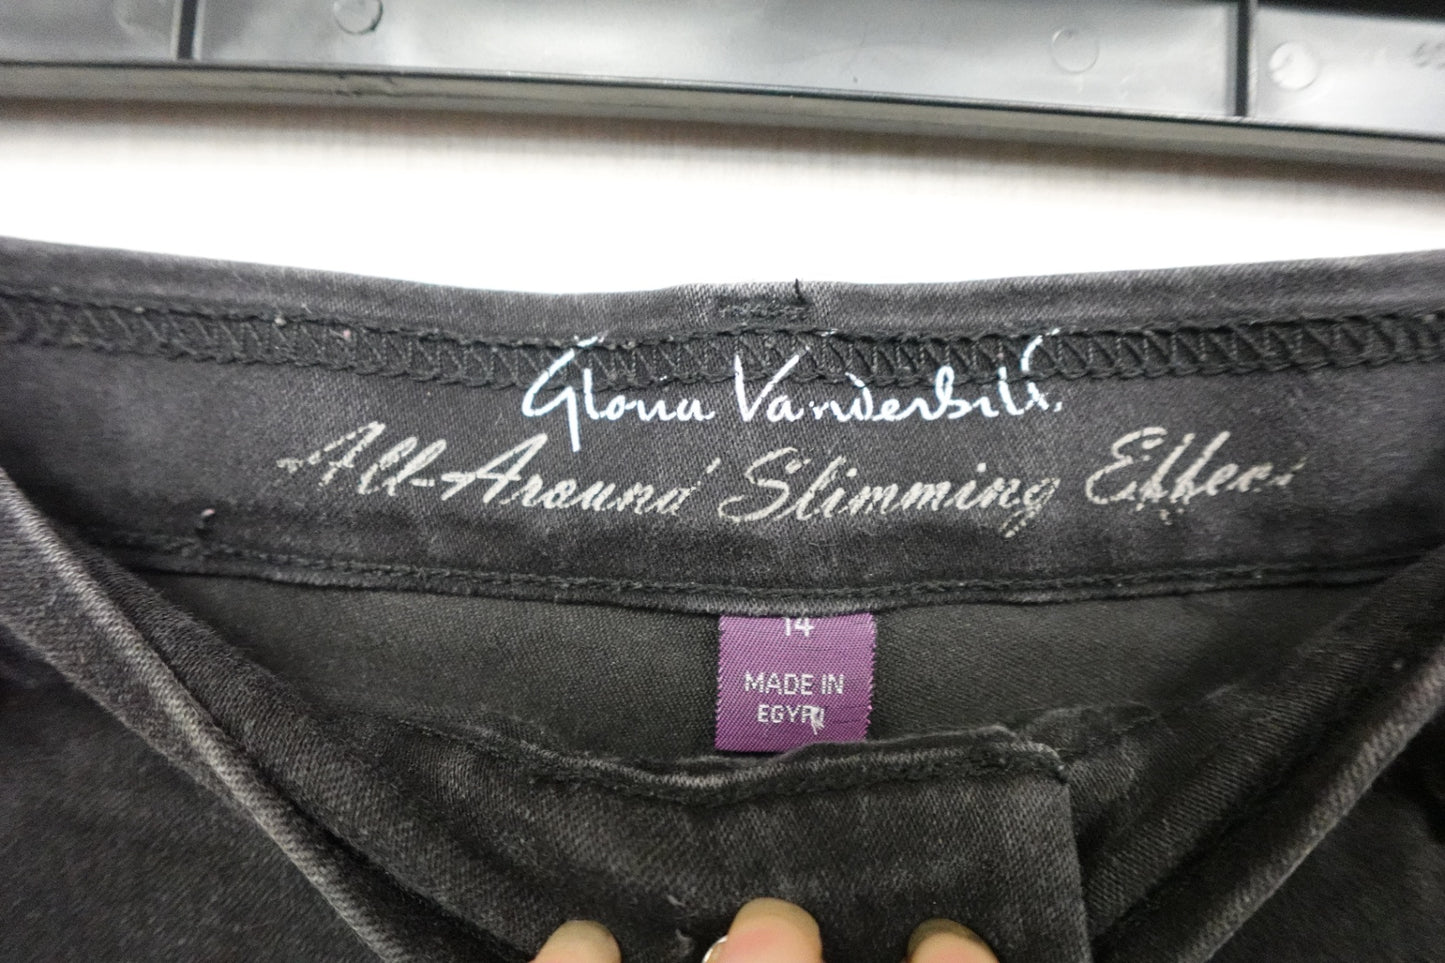 Gloria Vanderbilt
All-Around Slimming Effect
14
MADE IN
EGYPT